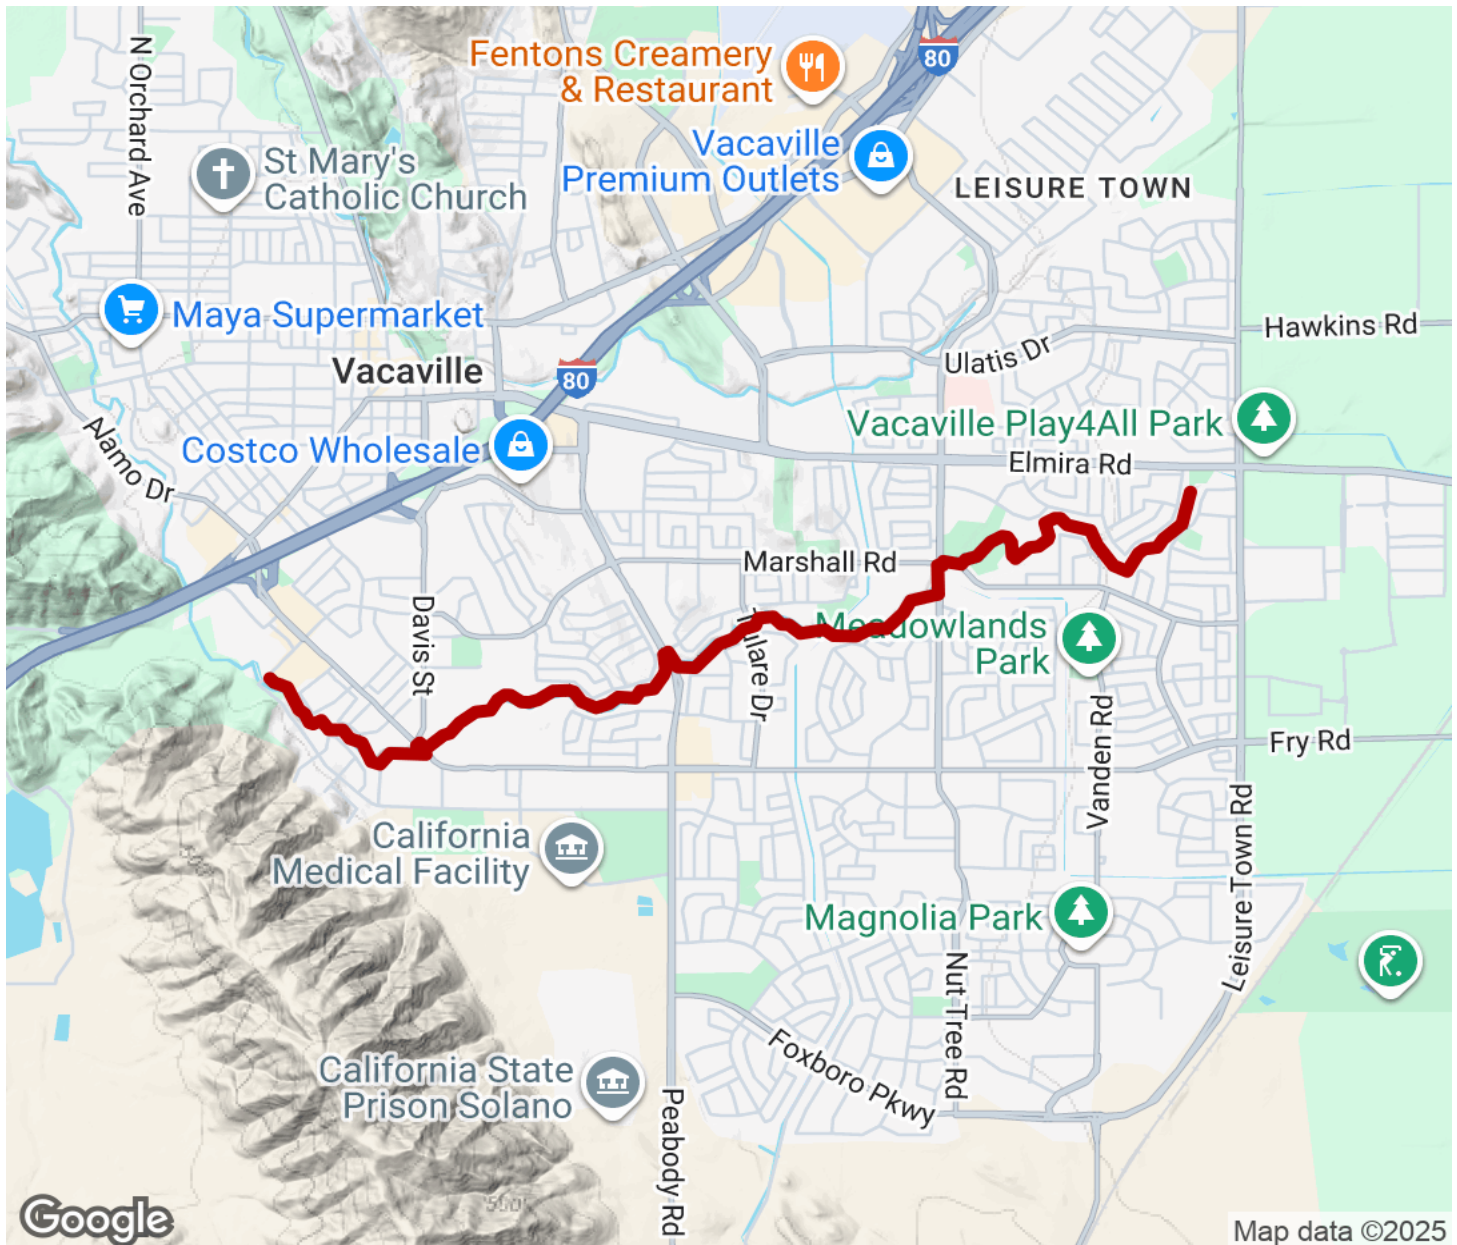 N Orchard Ave
Fentons Creamery
& Restaurant
80
St Mary's
Catholic Church
Vacaville
Premium Outlets
LEISURE TOWN
Maya Supermarket
Hawkins Rd
Ulatis Dr
Vacaville
80
Alamo Dr
Costco Wholesale
Vacaville Play4All Park
Elmira Rd
Marshall Rd
Davis St
Tulare Dr
Meadowlands
Park
Vanden Rd
Fry Rd
California
Medical Facility
Leisure Town Rd
Magnolia Park
Nut Tree Rd
California State
Prison Solano
Foxboro Pkwy
Peabody Rd
Google
Map data ©2025